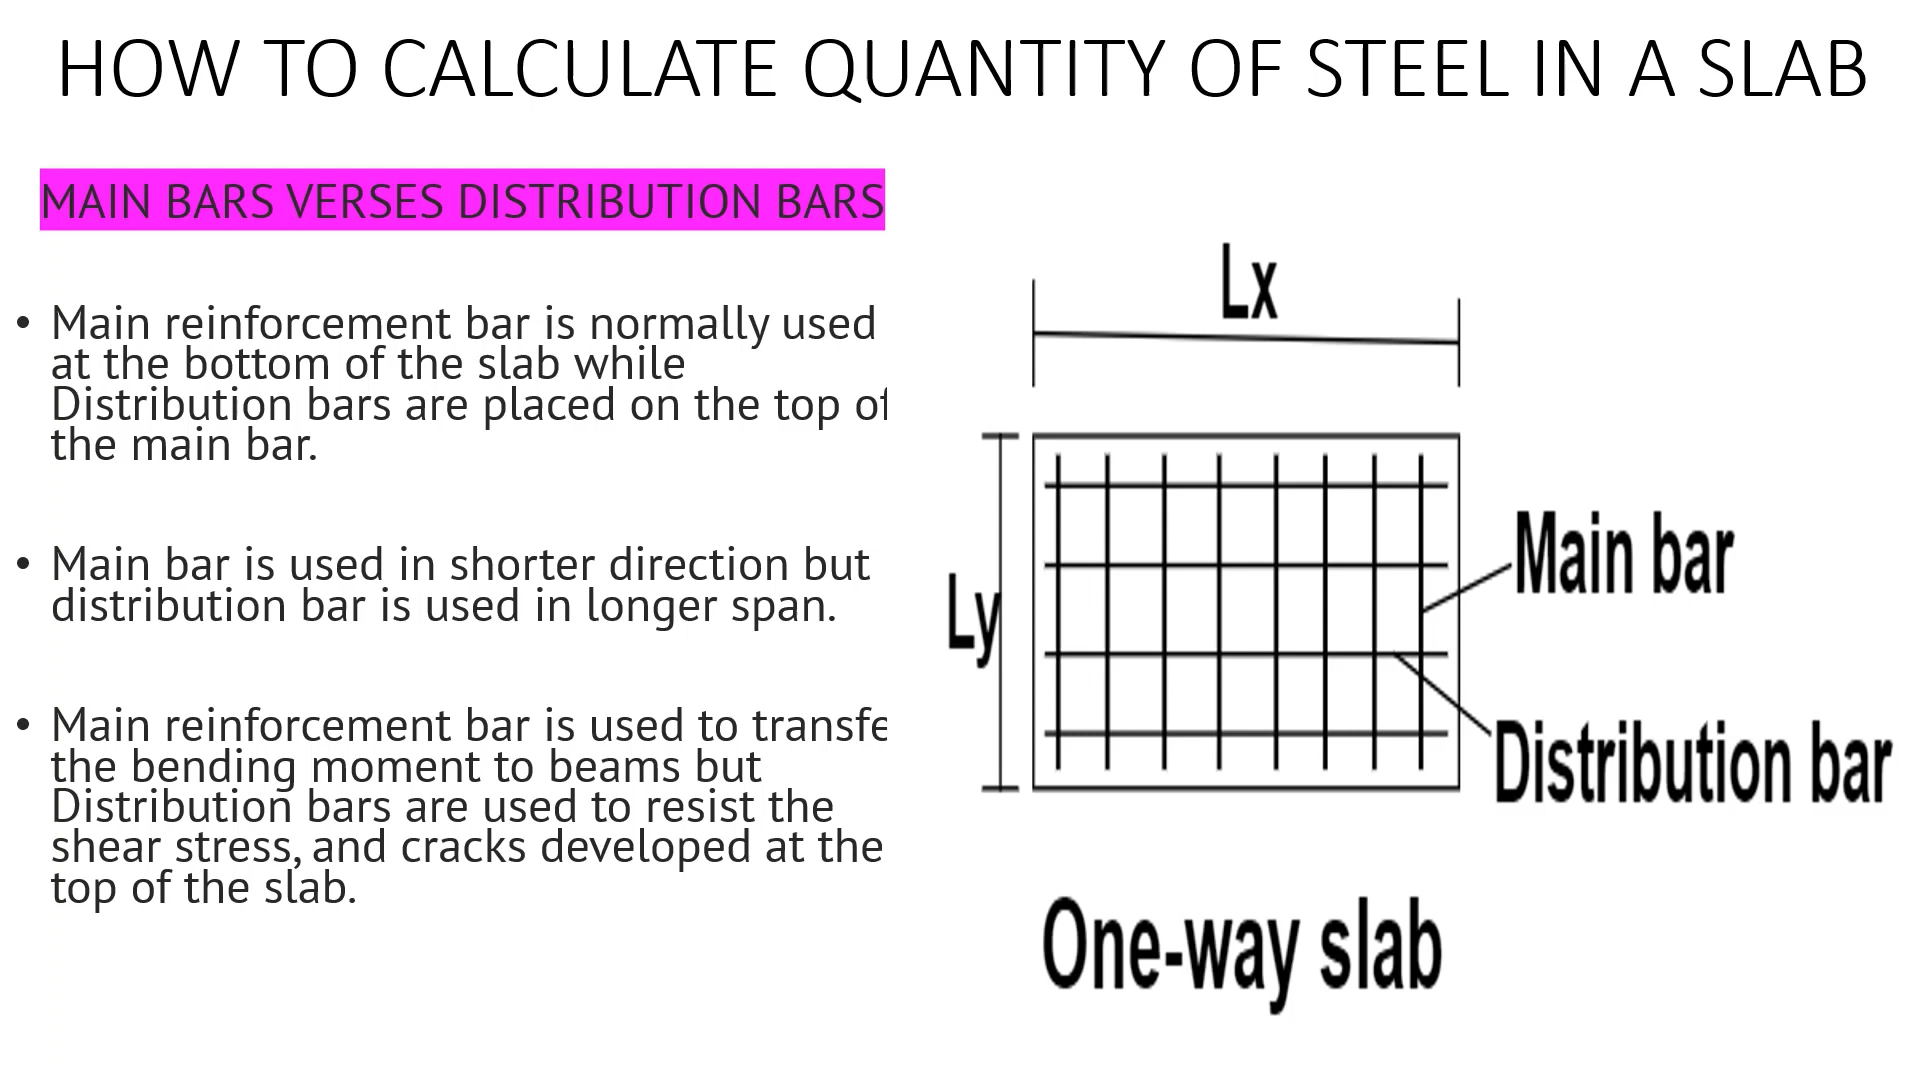 HOW TO CALCULATE QUANTITY OF STEEL IN A SLAB
MAIN BARS VERSES DISTRIBUTION BARS
• Main reinforcement bar is normally used
at the bottom of the slab while
Distribution bars are placed on the top of
the main bar.
• Main bar is used in shorter direction but
distribution bar is used in longer span.
• Main reinforcement bar is used to transfe
the bending moment to beams but
Distribution bars are used to resist the
shear stress, and cracks developed at the
top of the slab.
Lx
Ly
Main bar
Distribution bar
One-way slab